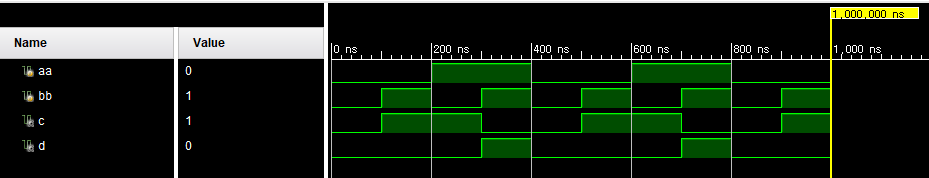 1,000,000 ns
Name Value
0 ns 200 ns 400 ns 600 ns 800 ns 1,000 ns
aa 0
bb 1
c 1
d 0